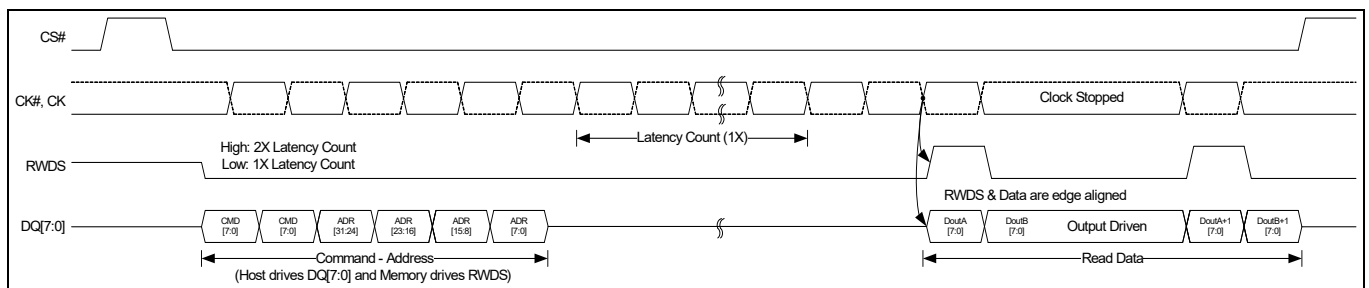 CS#
CK#, CK
Clock Stopped
Latency Count (1X)
High: 2X Latency Count
Low: 1X Latency Count
RWDS
RWDS & Data are edge aligned
DQ[7:0]
CMD
[7:0]
CMD
[7:0]
ADR
[31:24]
ADR
[23:16]
ADR
[15:8]
ADR
[7:0]
DoutA
[7:0]
DoutB
[7:0]
Output Driven
DoutA+1
[7:0]
DoutB+1
[7:0]
Command - Address
(Host drives DQ[7:0] and Memory drives RWDS)
Read Data